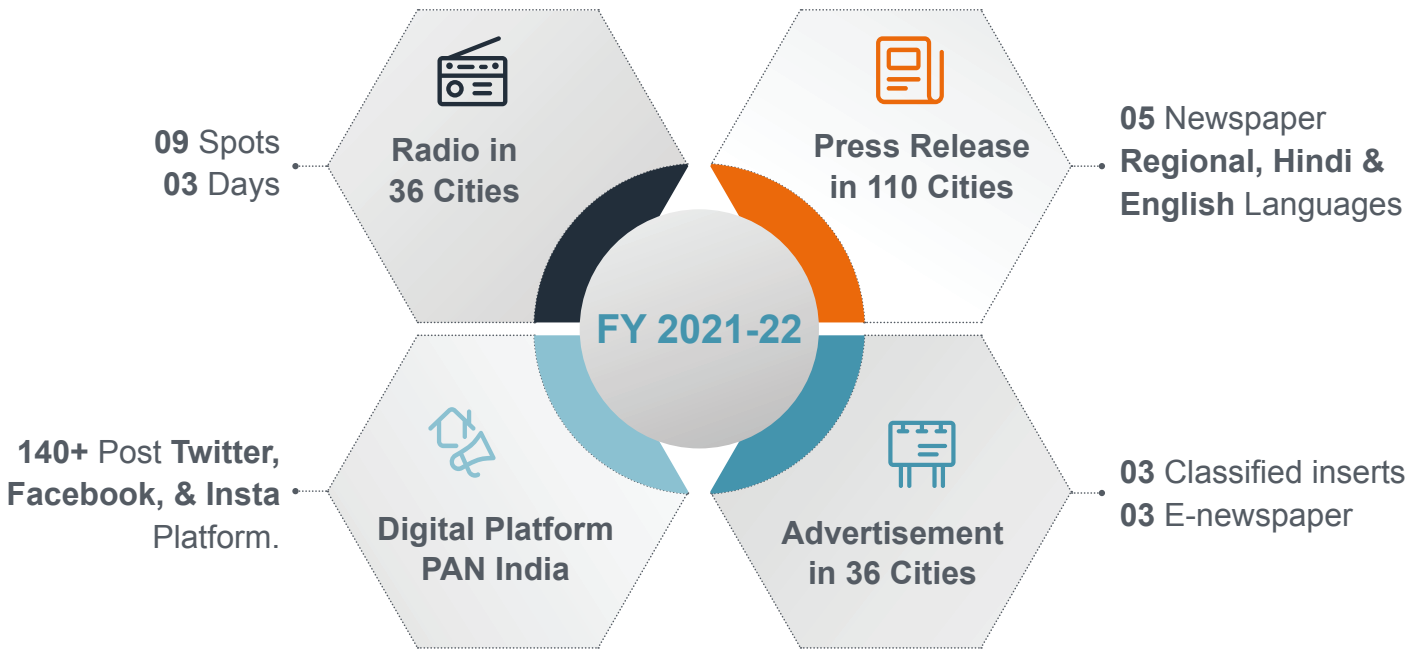 09 Spots
03 Days
Radio in
36 Cities
Press Release
in 110 Cities
05 Newspaper
Regional, Hindi &
English Languages
FY 2021-22
140+ Post Twitter,
Facebook, & Insta
Platform.
Digital Platform
PAN India
Advertisement
in 36 Cities
03 Classified inserts
03 E-newspaper